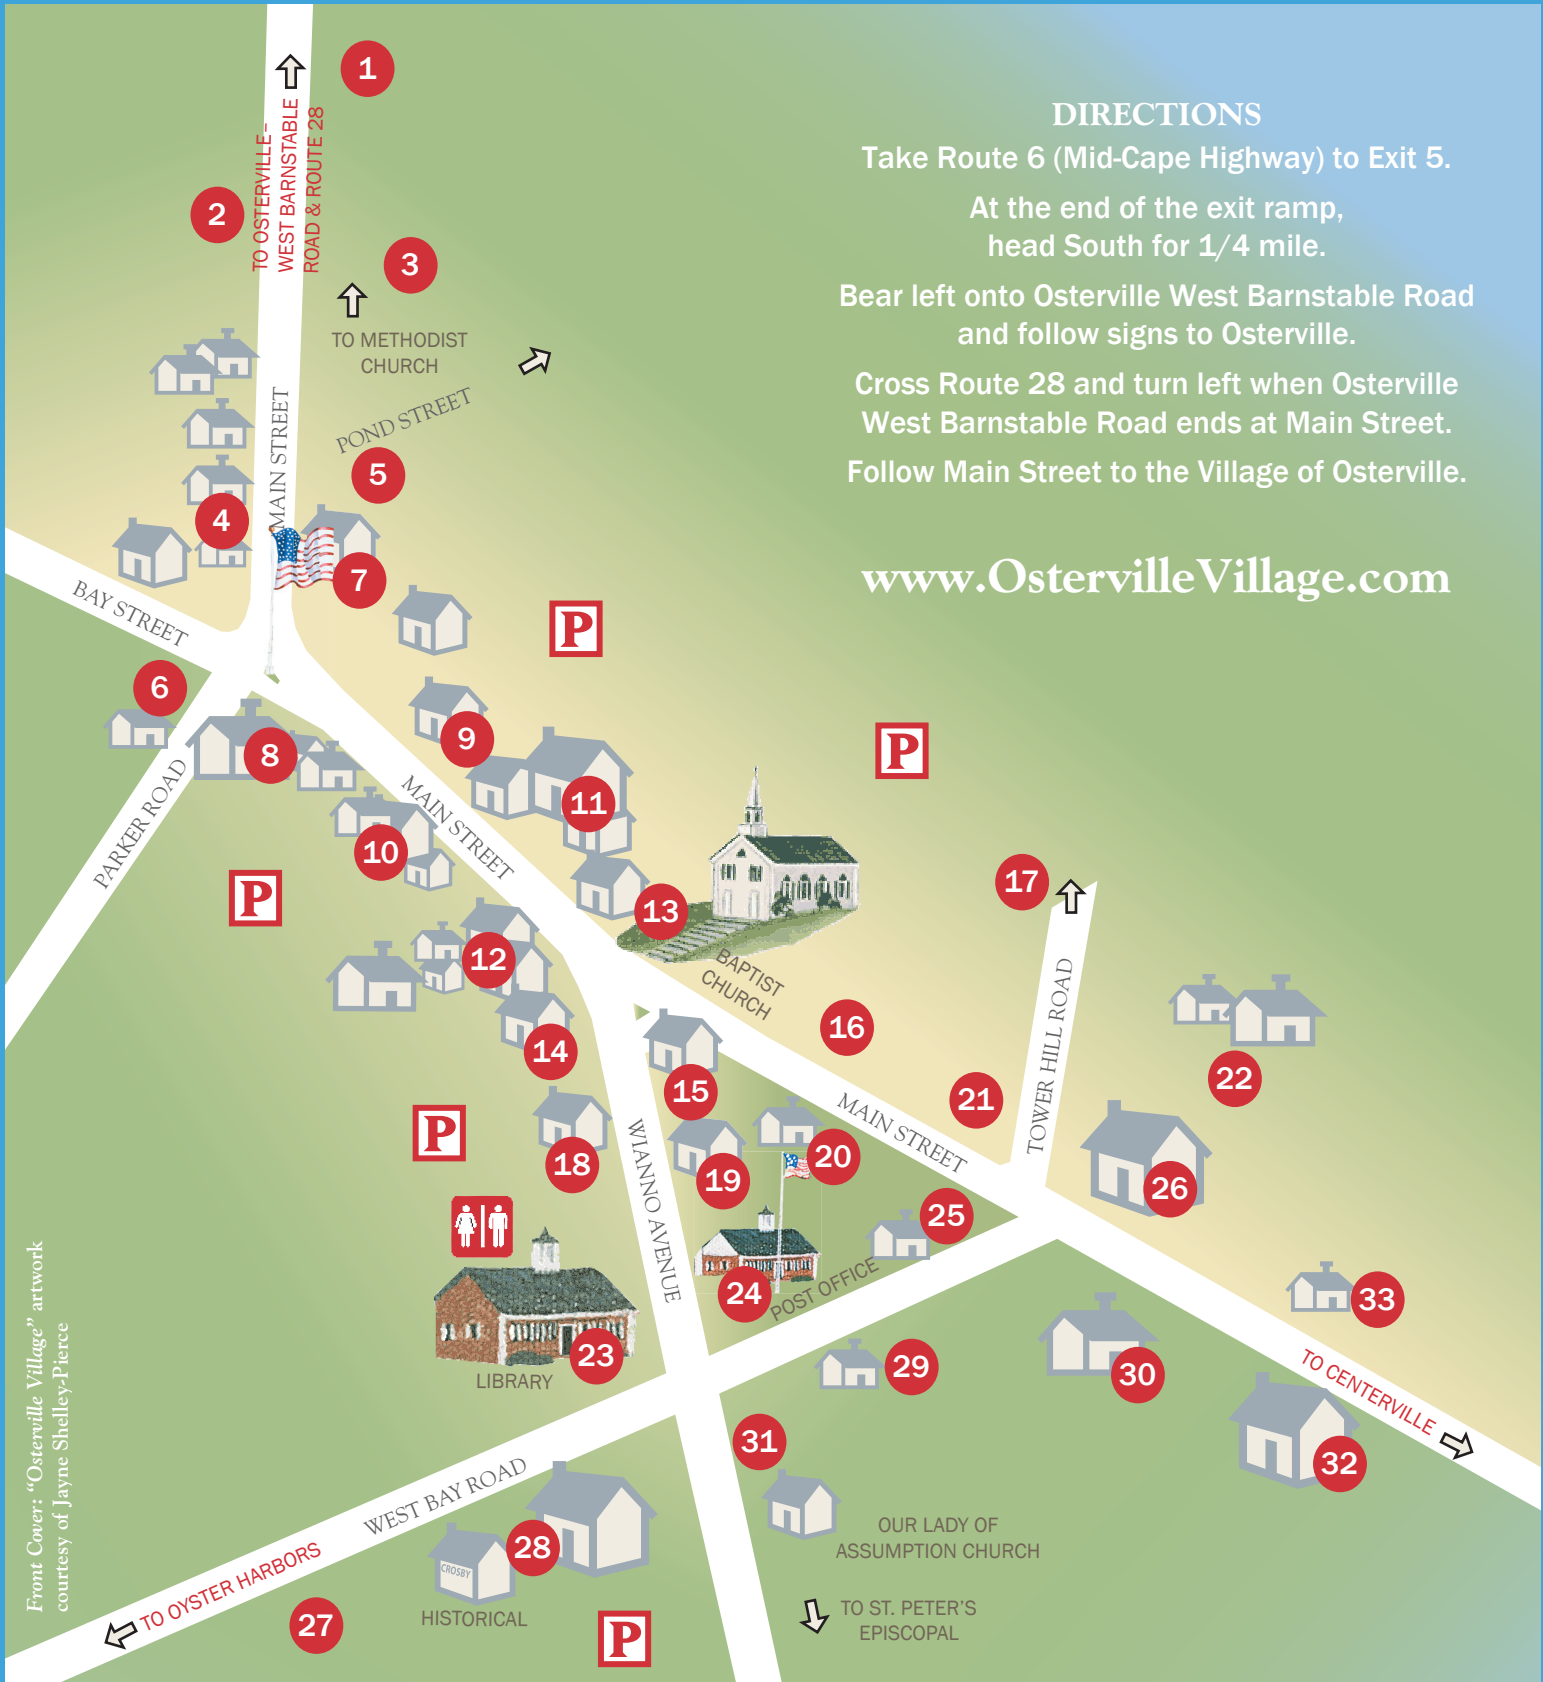 1
TO OSTERVILLE–
WEST BARNSTABLE
ROAD & ROUTE 28
DIRECTIONS
Take Route 6 (Mid-Cape Highway) to Exit 5.
At the end of the exit ramp,
head South for 1/4 mile.
Bear left onto Osterville West Barnstable Road
and follow signs to Osterville.
Cross Route 28 and turn left when Osterville
West Barnstable Road ends at Main Street.
Follow Main Street to the Village of Osterville.
www.OstervilleVillage.com
2
3
TO METHODIST
CHURCH
POND STREET
MAIN STREET
5
4
7
BAY STREET
P
6
8
9
P
MAIN STREET
11
PARKER ROAD
10
P
13
17
12
BAPTIST
CHURCH
16
TOWER HILL ROAD
14
15
21
22
MAIN STREET
P
18
WIANNO AVENUE
19
20
26
25
24
POST OFFICE
23
LIBRARY
33
29
30
TO CENTERVILLE
31
32
WEST BAY ROAD
28
CROSBY
HISTORICAL
OUR LADY OF
ASSUMPTION CHURCH
TO OYSTER HARBORS
27
P
TO ST. PETER'S
EPISCOPAL
Front Cover: “Osterville Village” artwork
courtesy of Jayne Shelley-Pierce